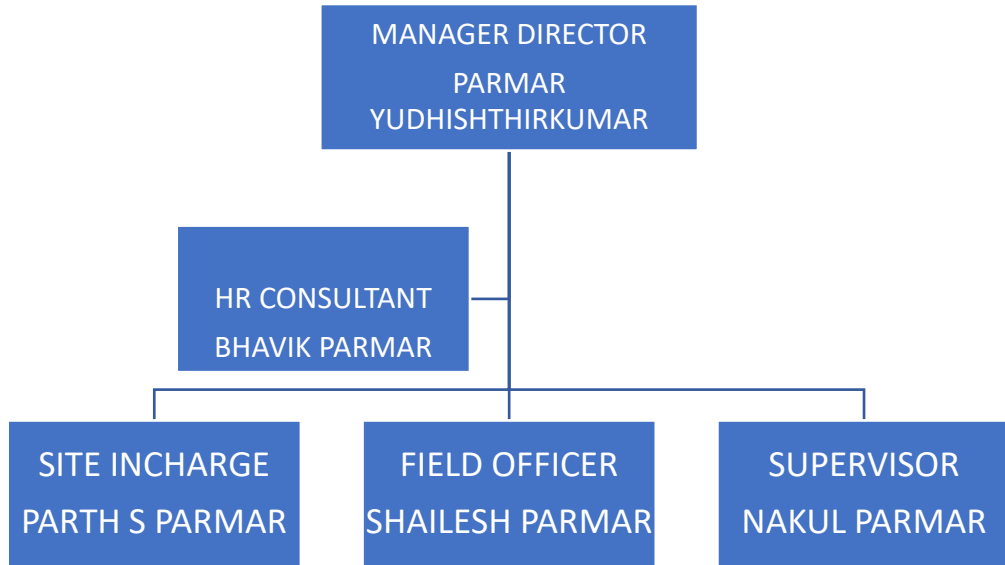 MANAGER DIRECTOR
PARMAR
YUDHISHTHIRKUMAR
HR CONSULTANT
BHAVIK PARMAR
SITE INCHARGE
PARTH S PARMAR
FIELD OFFICER
SHAILESH PARMAR
SUPERVISOR
NAKUL PARMAR